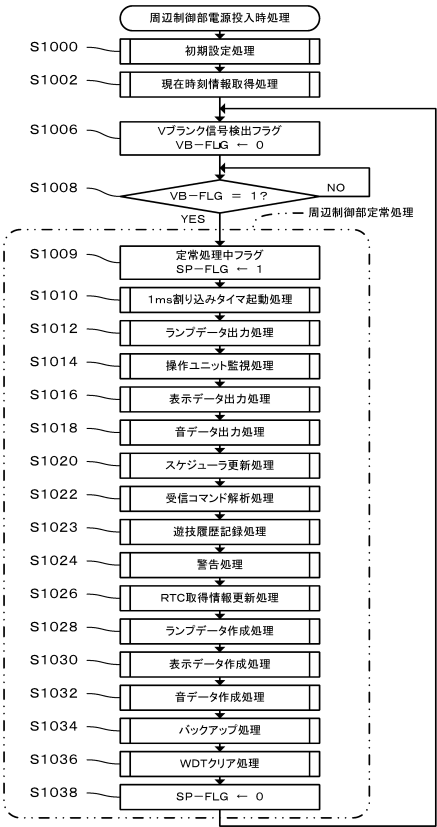 周辺制御部電源投入時処理
S1000
初期設定処理
S1002
現在時刻情報取得処理
S1006
Vブランク信号検出フラグ
VB-FLG ← 0
S1008
VB-FLG = 1?
NO
YES
周辺制御部定常処理
S1009
定常処理中フラグ
SP-FLG ← 1
S1010
1ms割り込みタイマ起動処理
S1012
ランプデータ出力処理
S1014
操作ユニット監視処理
S1016
表示データ出力処理
S1018
音データ出力処理
S1020
スケジューラ更新処理
S1022
受信コマンド解析処理
S1023
遊技履歴記録処理
S1024
警告処理
S1026
RTC取得情報更新処理
S1028
ランプデータ作成処理
S1030
表示データ作成処理
S1032
音データ作成処理
S1034
バックアップ処理
S1036
WDTクリア処理
S1038
SP-FLG ← 0